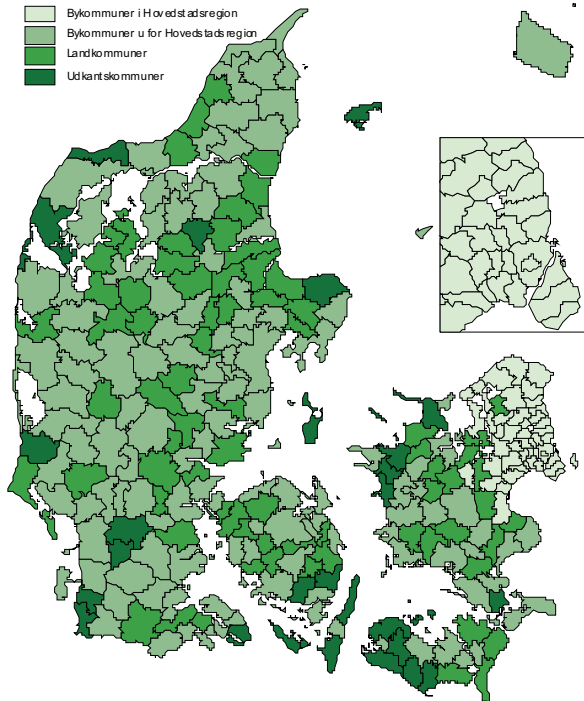 Bykommuner i Hovedstadsregion
Bykommuner u for Hovedstadsregion
Landkommuner
Udkantskommuner